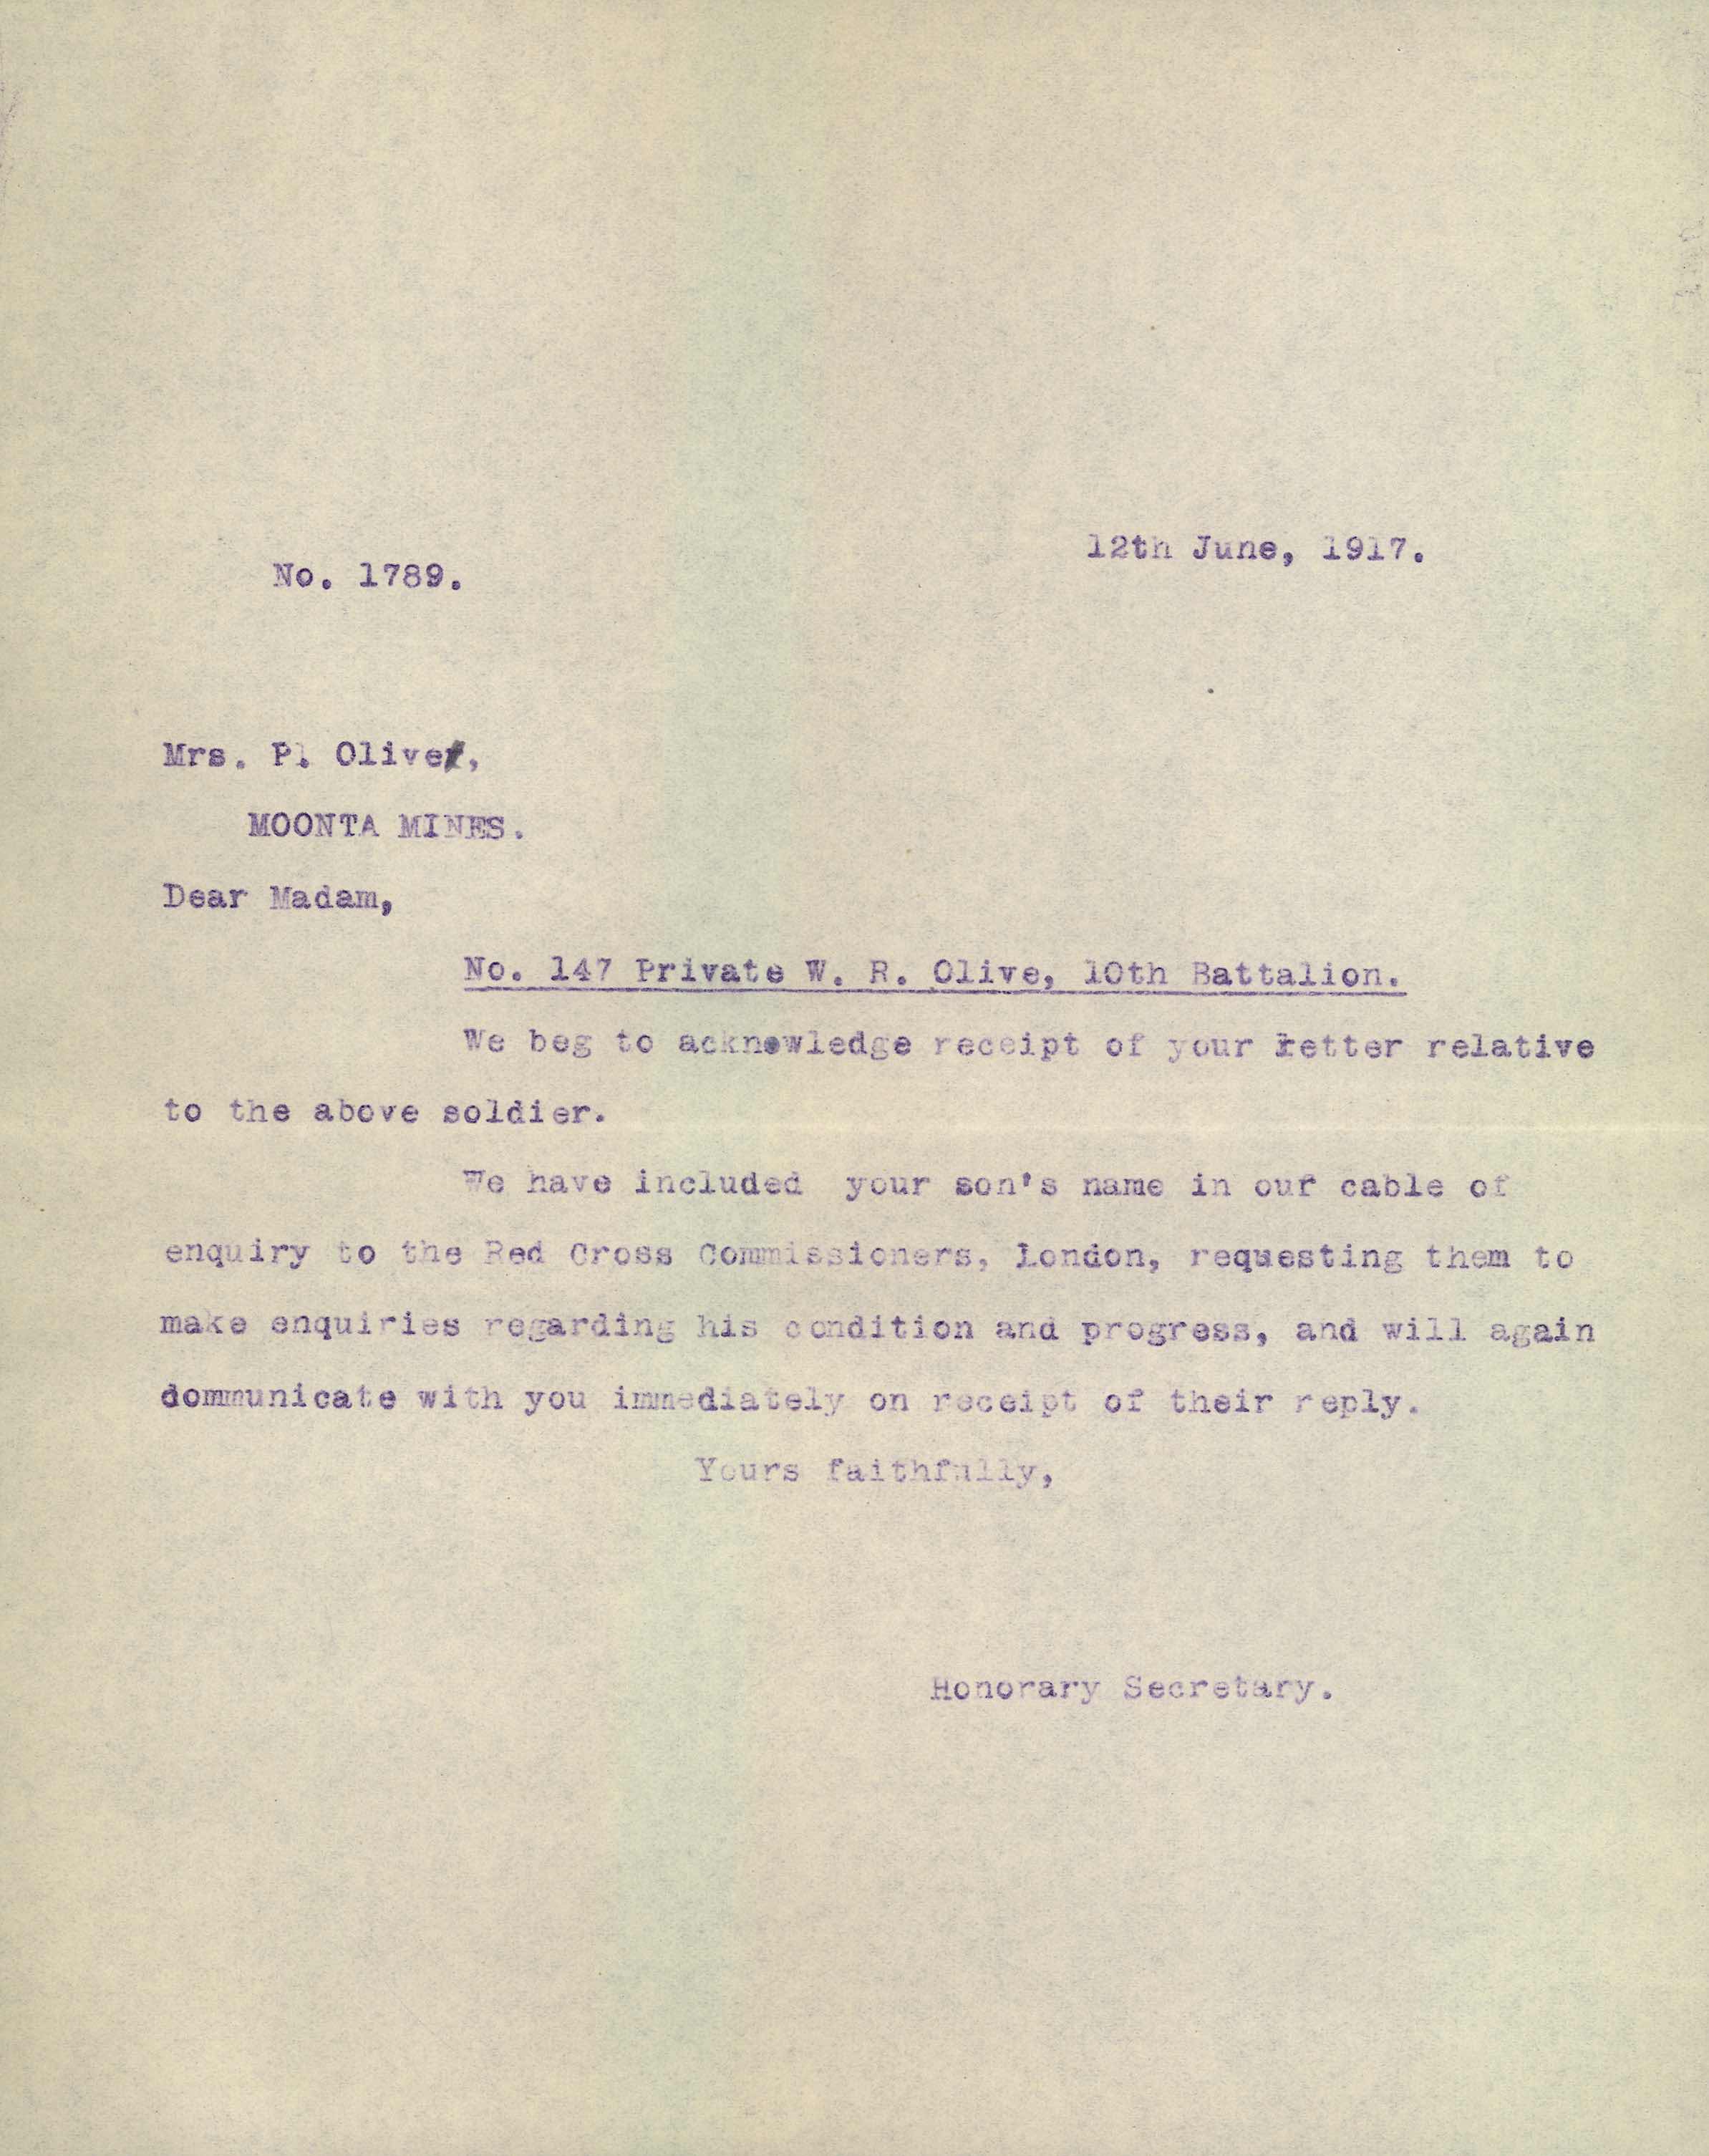 12th June, 1917.
No. 1789.
Mrs. P. Olive,
MOONTA MINES.
Dear Madam,
No. 147 Private W. R. Olive, 10th Battalion.
We beg to acknowledge receipt of your letter relative
to the above soldier.
We have included your son's name in our cable of
enquiry to the Red Cross Commissioners, London, requesting them to
make enquiries regarding his condition and progress, and will again
dommunicate with you immediately on receipt of their reply.
Yours faithfully,
Honorary Secretary.